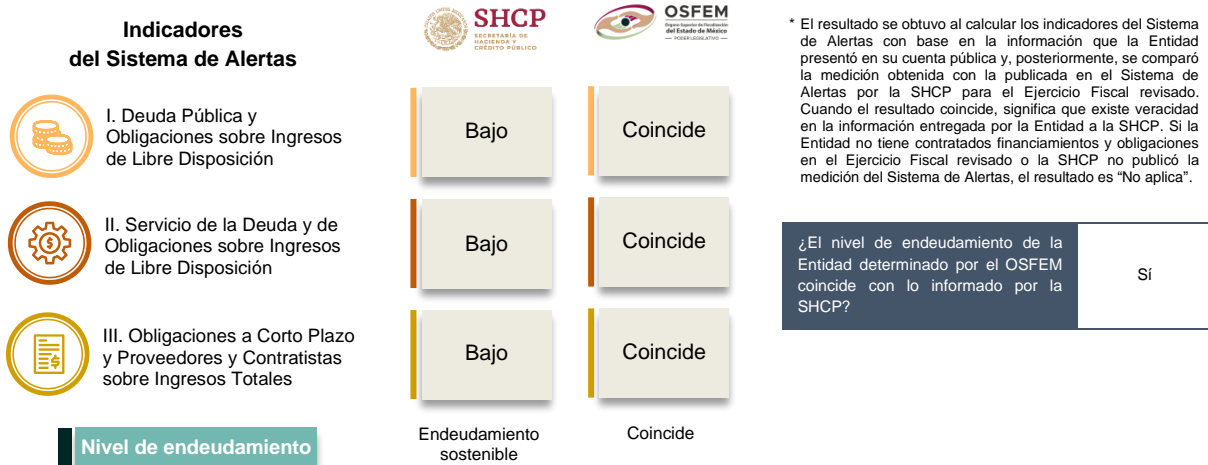 Indicadores
del Sistema de Alertas
SHCP
SECRETARÍA DE
HACIENDA Y
CRÉDITO PÚBLICO
OSFEM
Órgano Superior de Fiscalización
del Estado de México
PODER LEGISLATIVO
I. Deuda Pública y
Obligaciones sobre Ingresos
de Libre Disposición
Bajo
Coincide
II. Servicio de la Deuda y de
Obligaciones sobre Ingresos
de Libre Disposición
Bajo
Coincide
III. Obligaciones a Corto Plazo
y Proveedores y Contratistas
sobre Ingresos Totales
Bajo
Coincide
Nivel de endeudamiento
Endeudamiento
sostenible
Coincide
* El resultado se obtuvo al calcular los indicadores del Sistema
de Alertas con base en la información que la Entidad
presentó en su cuenta pública y, posteriormente, se comparó
la medición obtenida con la publicada en el Sistema de
Alertas por la SHCP para el Ejercicio Fiscal revisado.
Cuando el resultado coincide, significa que existe veracidad
en la información entregada por la Entidad a la SHCP. Si la
Entidad no tiene contratados financiamientos y obligaciones
en el Ejercicio Fiscal revisado o la SHCP no publicó la
medición del Sistema de Alertas, el resultado es “No aplica”.
¿El nivel de endeudamiento de la
Entidad determinado por el OSFEM
coincide con lo informado por la
SHCP?
Sí